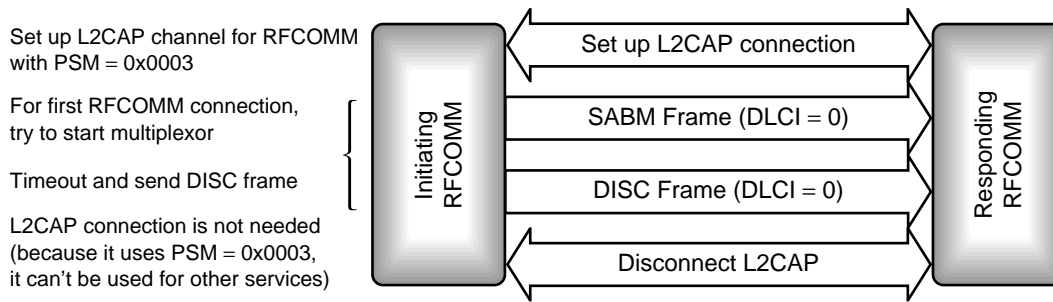 Set up L2CAP channel for RFCOMM
with PSM = 0x0003
For first RFCOMM connection,
try to start multiplexor
Timeout and send DISC frame
L2CAP connection is not needed
(because it uses PSM = 0x0003,
it can't be used for other services)
Initiating
RFCOMM
Set up L2CAP connection
SABM Frame (DLCI = 0)
DISC Frame (DLCI = 0)
Disconnect L2CAP
Responding
RFCOMM